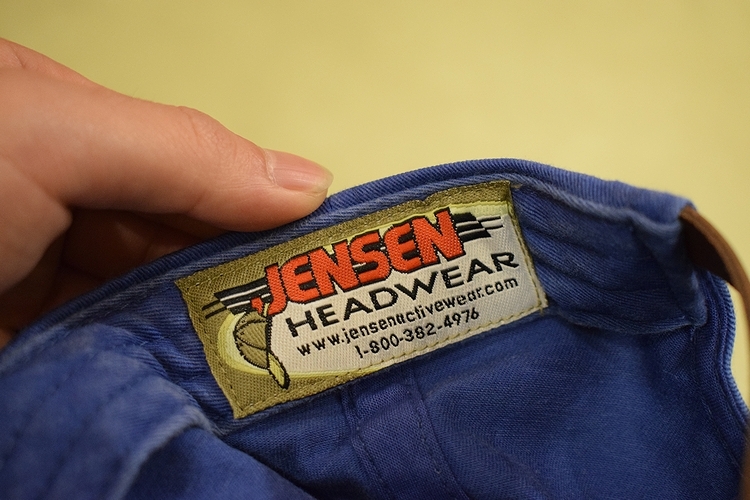 JENSEN
HEADWEAR
www.jensenactivewear.com
1-800-382-4976